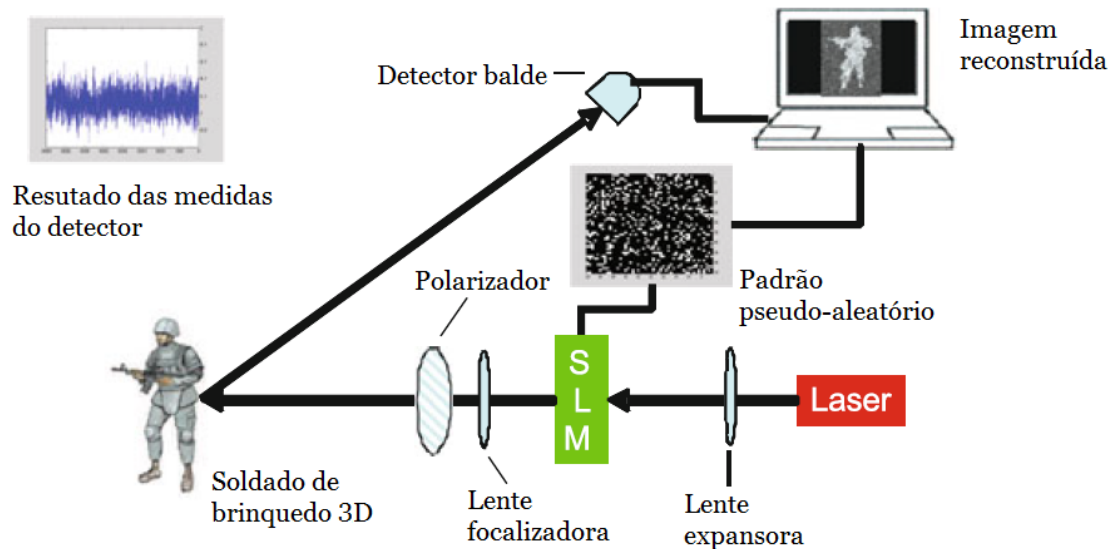 Resutado das medidas
do detector
Detector balde
Imagem
reconstruída
Padrão
pseudo-aleatório
Polarizador
SLM
Laser
Soldado de
brinquedo 3D
Lente
focalizadora
Lente
expansora